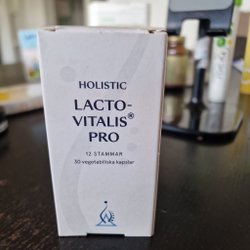 HOLISTIC
LACTO-
VITALIS®
PRO
12 STAMMAR
30 vegetabiliska kapslar